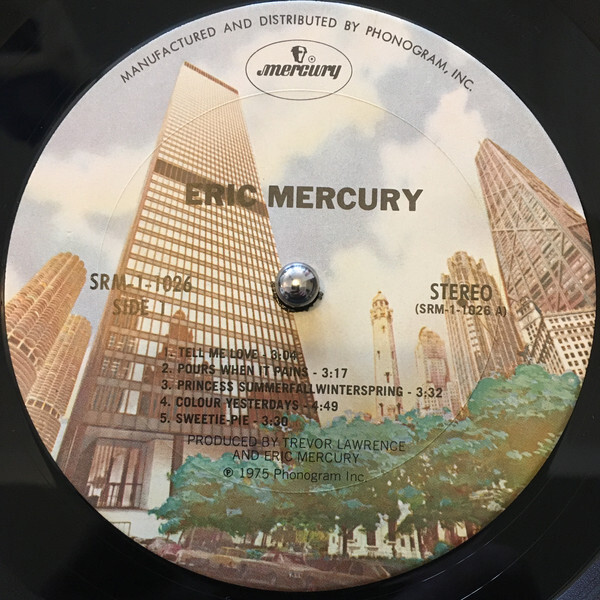 MANUFACTURED AND DISTRIBUTED BY PHONOGRAM, INC.
mercury
ERIC MERCURY
SRM-1-1026
SIDE 1
STEREO
(SRM-1-1026 A)
1. TELL ME LOVE - 3:04
2. POURS WHEN IT PAINS - 3:17
3. PRINCESS SUMMERFALLWINTERSPRING - 3:32
4. COLOUR YESTERDAYS - 4:49
5. SWEETIE-PIE - 3:30
PRODUCED BY TREVOR LAWRENCE
AND ERIC MERCURY
℗ 1975 Phonogram Inc.